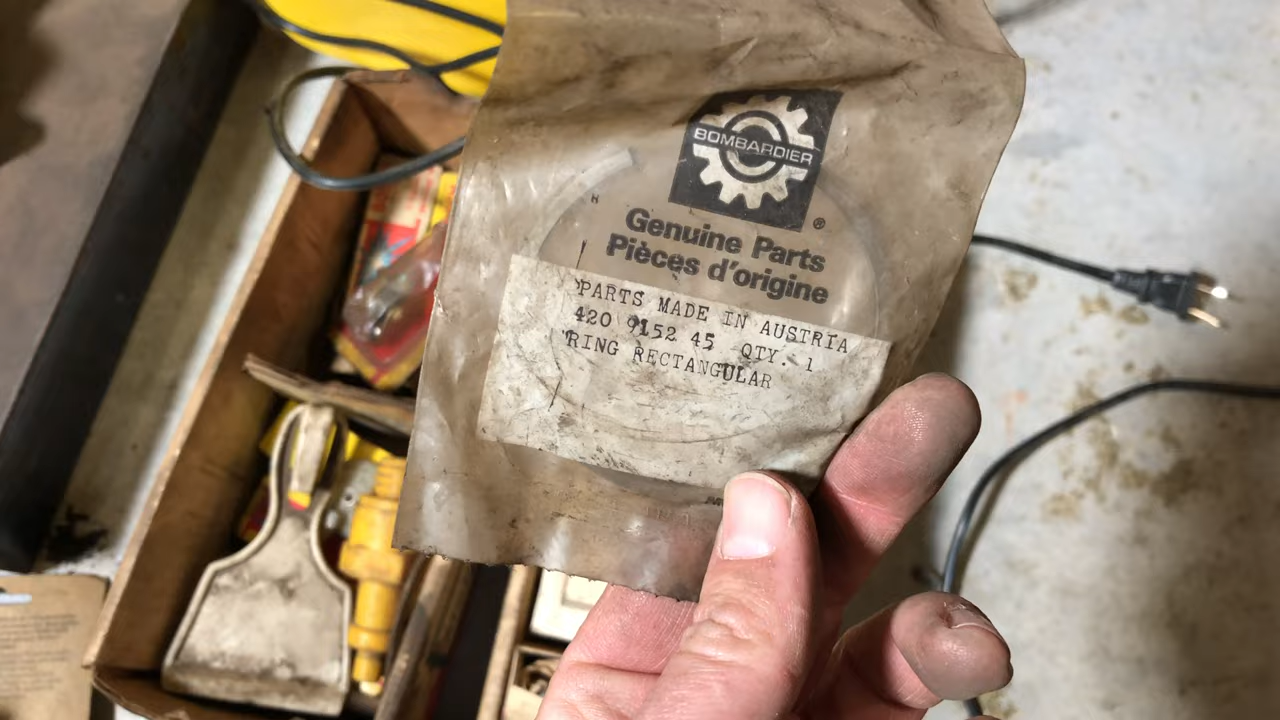 BOMBARDIER
®
Genuine Parts
Pièces d'origine
PARTS MADE IN AUSTRIA
420 9152 45 QTY. 1
RING RECTANGULAR